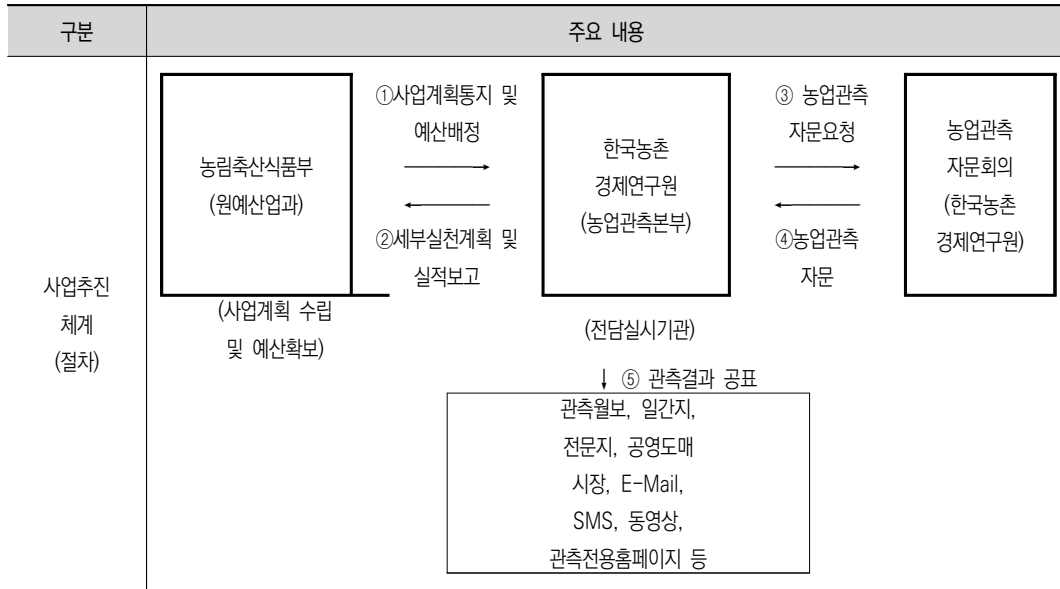 구분
주요 내용
사업추진
체계
(절차)
농림축산식품부
(원예산업과)
(사업계획 수립
및 예산확보)
①사업계획통지 및
예산배정
②세부실천계획 및
실적보고
한국농촌
경제연구원
(농업관측본부)
(전담실시기관)
③ 농업관측
자문요청
④농업관측
자문
농업관측
자문회의
(한국농촌
경제연구원)
⑤ 관측결과 공표
관측월보, 일간지,
전문지, 공영도매
시장, E-Mail,
SMS, 동영상,
관측전용홈페이지 등